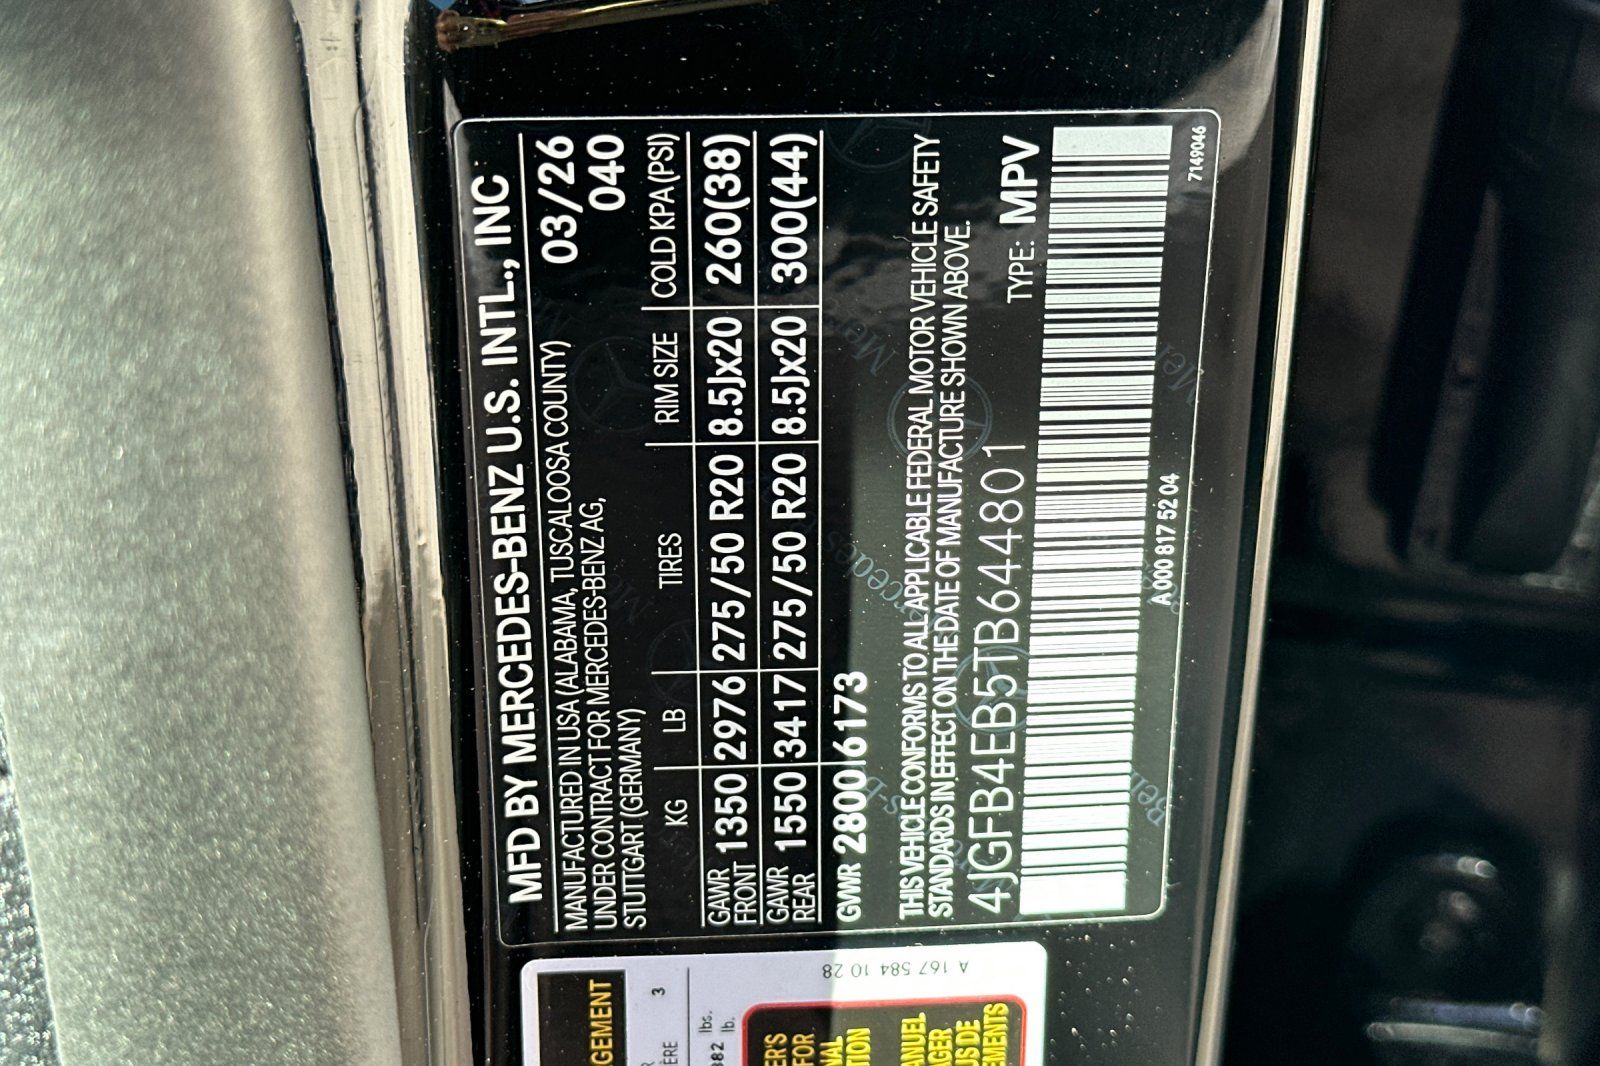 MFD BY MERCEDES-BENZ U.S. INTL., INC
MANUFACTURED IN USA (ALABAMA, TUSCALOOSA COUNTY) 03/26
UNDER CONTRACT FOR MERCEDES-BENZ AG, 040
STUTTGART (GERMANY)
KG LB TIRES RIM SIZE COLD KPA (PSI)
GAWR FRONT 1350 2976 275/50 R20 8.5Jx20 260(38)
GAWR REAR 1550 3417 275/50 R20 8.5Jx20 300(44)
GVWR 2800 6173
THIS VEHICLE CONFORMS TO ALL APPLICABLE FEDERAL MOTOR VEHICLE SAFETY
STANDARDS IN EFFECT ON THE DATE OF MANUFACTURE SHOWN ABOVE.
4JGFB4EB5TB644801 TYPE: MPV
A 000 817 52 04
7149046
A 167 584 10 28
3
lbs.
lb.